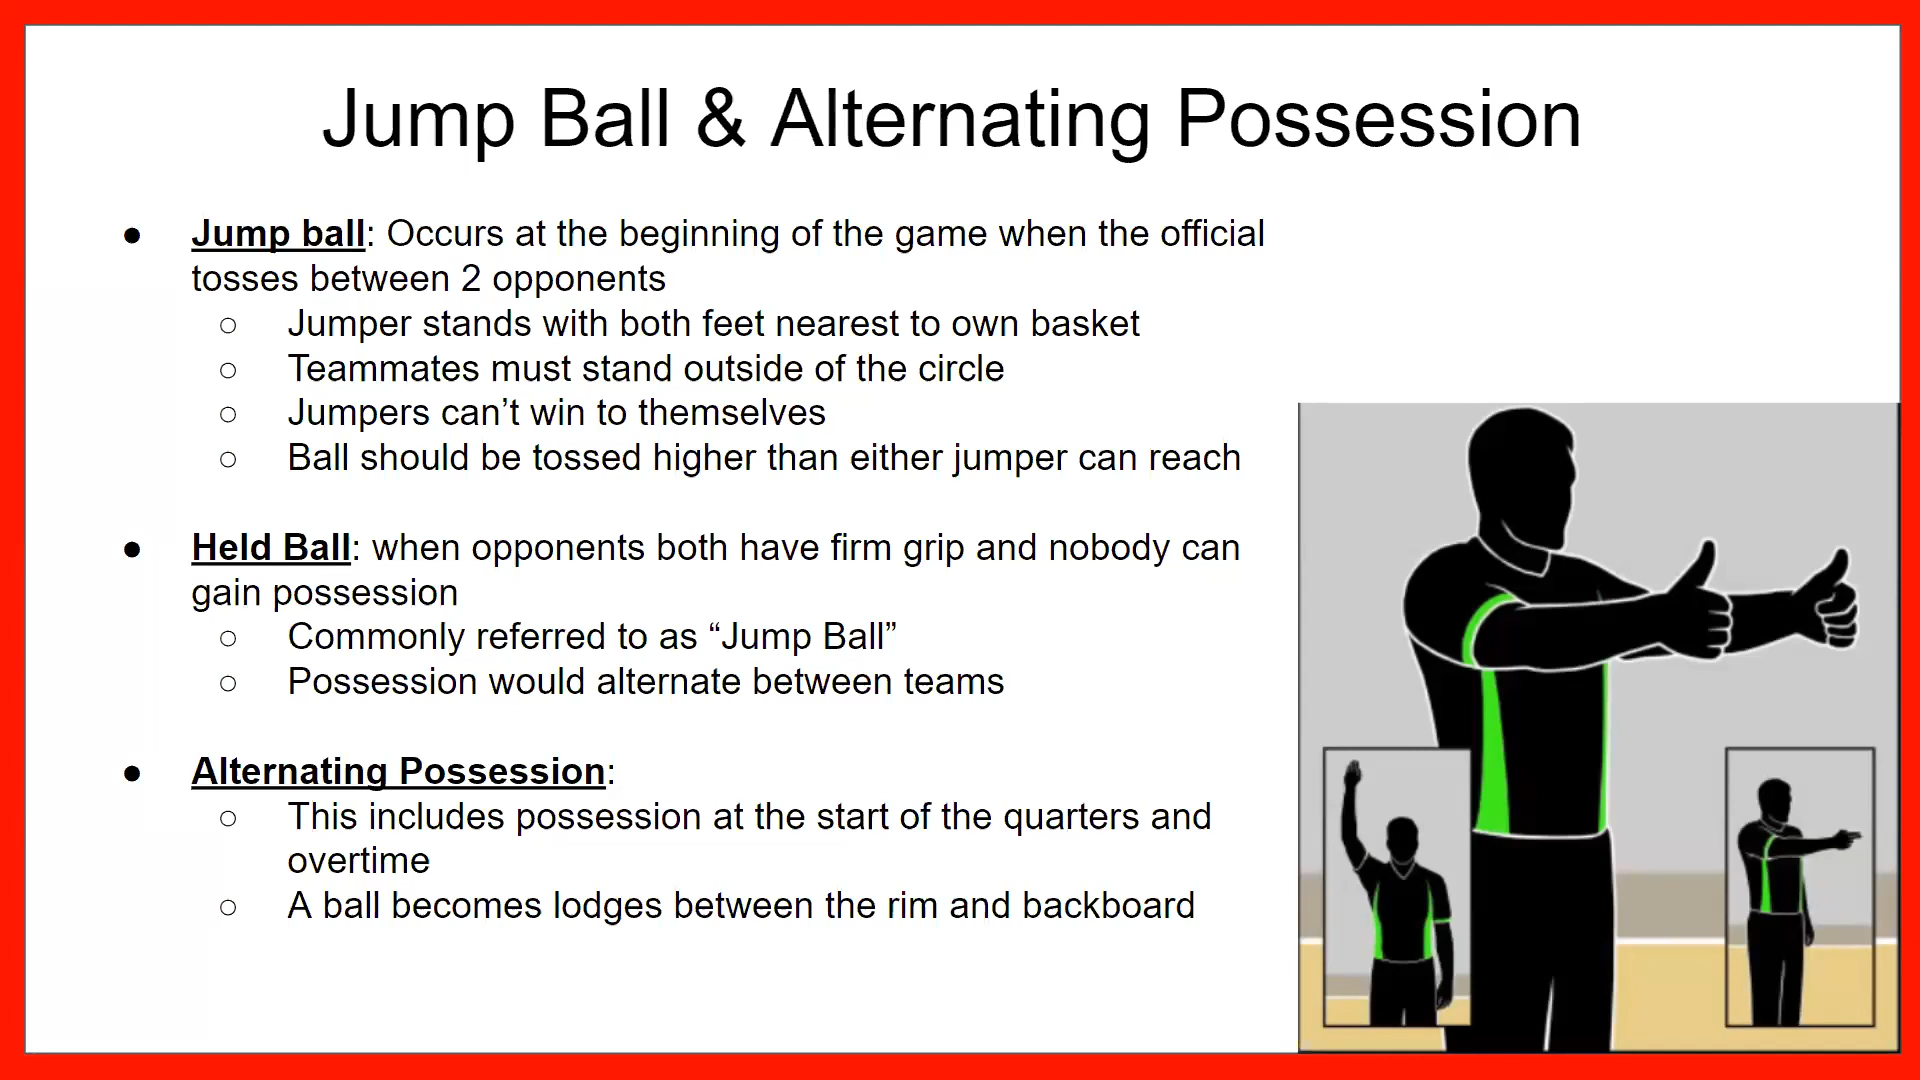 Jump Ball & Alternating Possession
● Jump ball: Occurs at the beginning of the game when the official
tosses between 2 opponents
○ Jumper stands with both feet nearest to own basket
○ Teammates must stand outside of the circle
○ Jumpers can’t win to themselves
○ Ball should be tossed higher than either jumper can reach
● Held Ball: when opponents both have firm grip and nobody can
gain possession
○ Commonly referred to as “Jump Ball”
○ Possession would alternate between teams
● Alternating Possession:
○ This includes possession at the start of the quarters and
overtime
○ A ball becomes lodges between the rim and backboard